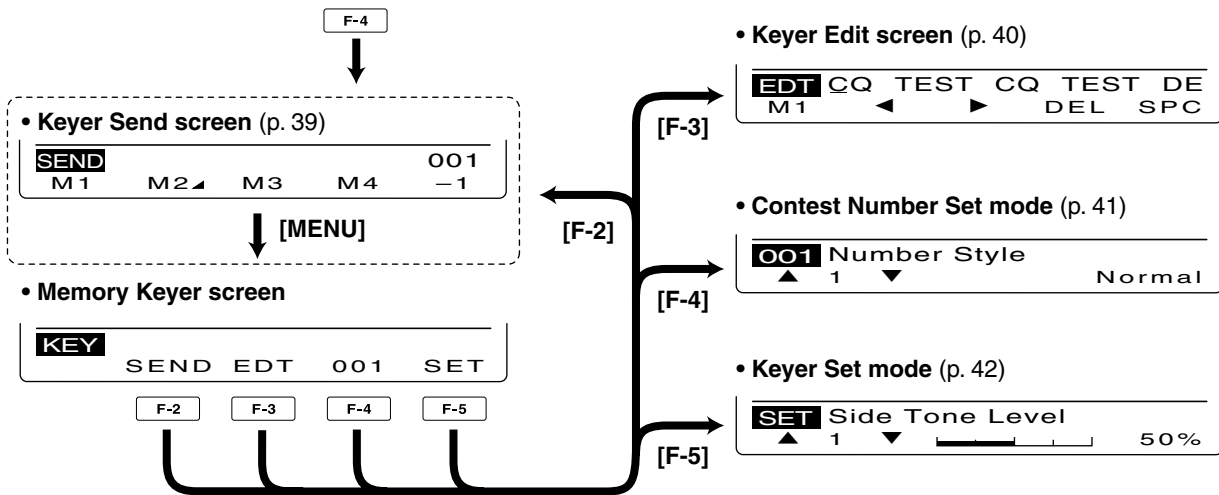 F-4
• Keyer Send screen (p. 39)
SEND 001
M1 M2◢ M3 M4 −1
[MENU]
• Memory Keyer screen
KEY
SEND EDT 001 SET
F-2 F-3 F-4 F-5
[F-2]
• Keyer Edit screen (p. 40)
EDT CQ TEST CQ TEST DE
M1 ◀ ▶ DEL SPC
[F-3]
• Contest Number Set mode (p. 41)
001 Number Style
▲ 1 ▼ Normal
[F-4]
• Keyer Set mode (p. 42)
SET Side Tone Level
▲ 1 ▼ 50%
[F-5]